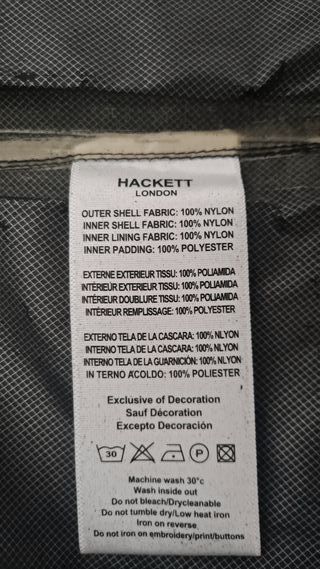 HACKETT
LONDON
OUTER SHELL FABRIC: 100% NYLON
INNER SHELL FABRIC: 100% NYLON
INNER LINING FABRIC: 100% NYLON
INNER PADDING: 100% POLYESTER
EXTERNE EXTERIEUR TISSU: 100% POLIAMIDA
INTÉRIEUR EXTÉRIEUR TISSU: 100% POLIAMIDA
INTÉRIEUR DOUBLURE TISSU: 100% POLIAMIDA
INTÉRIEUR REMPLISSAGE: 100% POLYESTER
EXTERNO TELA DE LA CASCARA: 100% NLYON
INTERNO TELA DE LA CASCARA: 100% NLYON
INTERNO TELA DE LA GUARNICIÓN: 100% NLYON
IN TERNO A'COLDO: 100% POLIESTER
Exclusive of Decoration
Sauf Décoration
Excepto Decoración
30 P
Machine wash 30°c
Wash inside out
Do not bleach/Drycleanable
Do not tumble dry/Low heat iron
Iron on reverse
Do not iron on embroidery/print/buttons